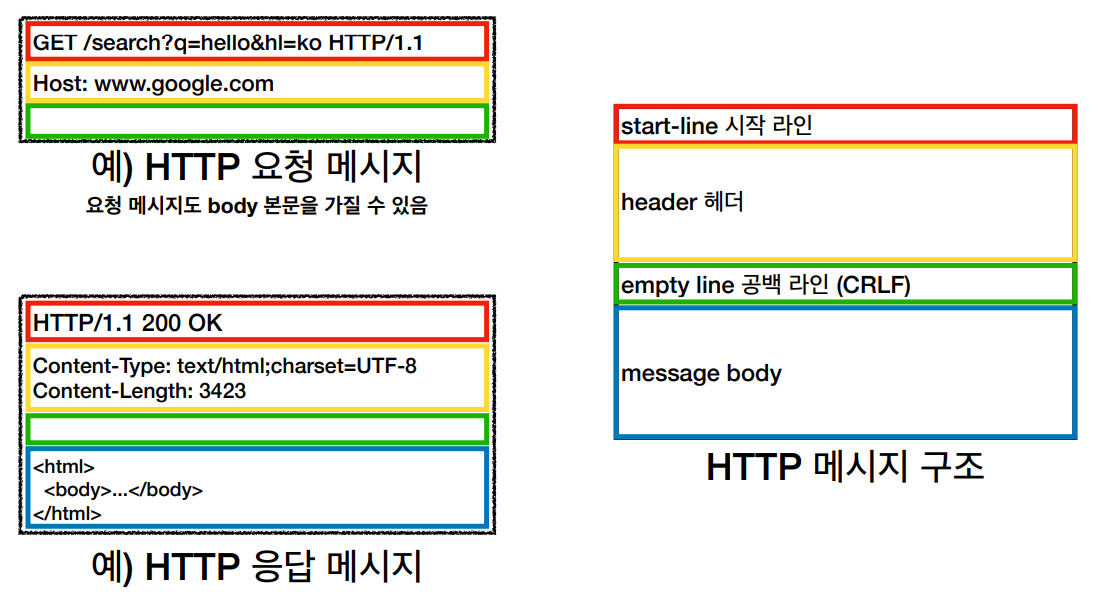 GET /search?q=hello&hl=ko HTTP/1.1
Host: www.google.com
예) HTTP 요청 메시지
요청 메시지도 body 본문을 가질 수 있음
HTTP/1.1 200 OK
Content-Type: text/html;charset=UTF-8
Content-Length: 3423
<html>
  <body>...</body>
</html>
예) HTTP 응답 메시지
start-line 시작 라인
header 헤더
empty line 공백 라인 (CRLF)
message body
HTTP 메시지 구조